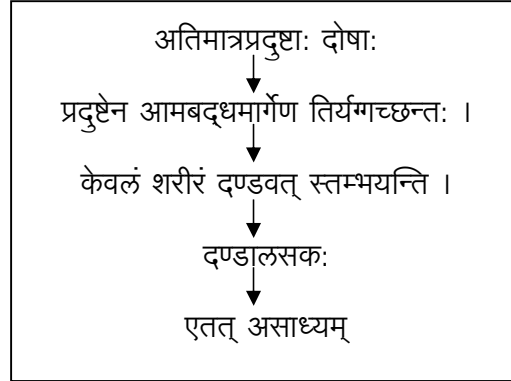 अतिमात्रप्रदुष्टा: दोषा:
प्रदुष्टेन आमबद्धमार्गेण तिर्यग्गच्छन्त: ।
केवलं शरीरं दण्डवत् स्तम्भयन्ति ।
दण्डालसक:
एतत् असाध्यम्